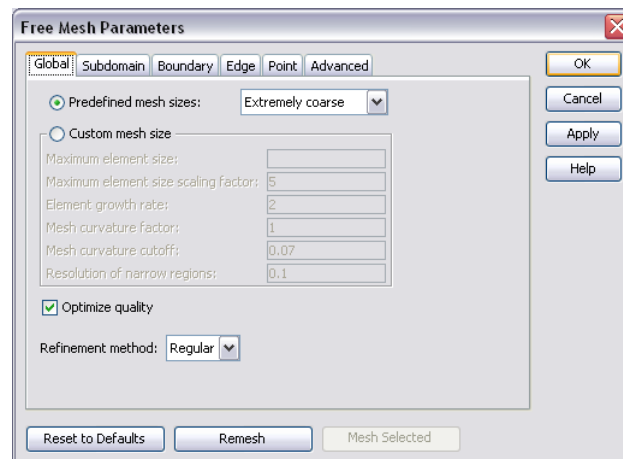 Free Mesh Parameters
Global Subdomain Boundary Edge Point Advanced
Predefined mesh sizes: Extremely coarse
Custom mesh size
Maximum element size:
Maximum element size scaling factor: 5
Element growth rate: 2
Mesh curvature factor: 1
Mesh curvature cutoff: 0.07
Resolution of narrow regions: 0.1
Optimize quality
Refinement method: Regular
OK
Cancel
Apply
Help
Reset to Defaults Remesh Mesh Selected